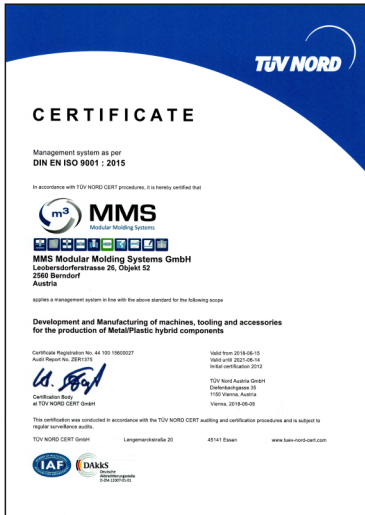 TÜV NORD
CERTIFICATE
Management system as per
DIN EN ISO 9001 : 2015
In accordance with TÜV NORD CERT procedures, it is hereby certified that
m³ MMS
Modular Molding Systems
MMS Modular Molding Systems GmbH
Leobersdorferstrasse 26, Objekt 52
2560 Berndorf
Austria
applies a management system in line with the above standard for the following scope
Development and Manufacturing of machines, tooling and accessories
for the production of Metal/Plastic hybrid components
Certificate Registration No. 44 100 15600027
Audit Report No. ZER1375
Valid from 2018-06-15
Valid until 2021-06-14
Initial certification 2012
Certification Body
at TÜV NORD CERT GmbH
TÜV Nord Austria GmbH
Diefenbachgasse 35
1150 Vienna, Austria
Vienna, 2018-06-08
This certification was conducted in accordance with the TÜV NORD CERT auditing and certification procedures and is subject to
regular surveillance audits.
TÜV NORD CERT GmbH Langemarckstraße 20 45141 Essen www.tuev-nord-cert.com
IAF
DAkkS
Deutsche
Akkreditierungsstelle
D-ZM-12007-01-01